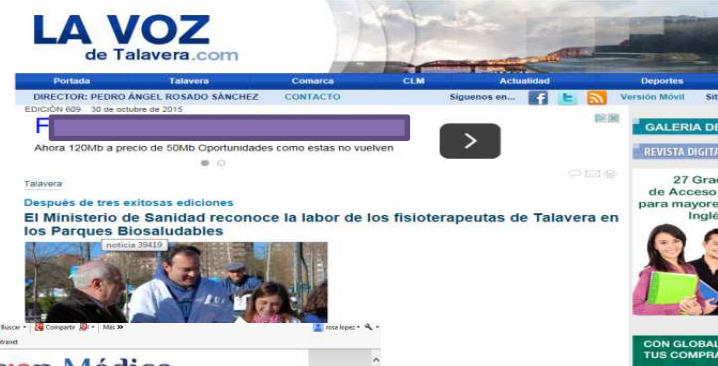 LA VOZ
de Talavera.com
Portada Talavera Comarca CLM Actualidad Deportes
DIRECTOR: PEDRO ÁNGEL ROSADO SÁNCHEZ CONTACTO Síguenos en... Versión Móvil Sit
EDICIÓN 609 30 de octubre de 2015
F
Ahora 120Mb a precio de 50Mb Oportunidades como estas no vuelven
GALERIA DE
REVISTA DIGITA
Talavera
Después de tres exitosas ediciones
El Ministerio de Sanidad reconoce la labor de los fisioterapeutas de Talavera en
los Parques Biosaludables
noticia 39419
27 Grad
de Acceso
para mayore
Inglé
Buscar Compartir Más »
rosa lopez
Intranet
Médica
CON GLOBAL
TUS COMPRA